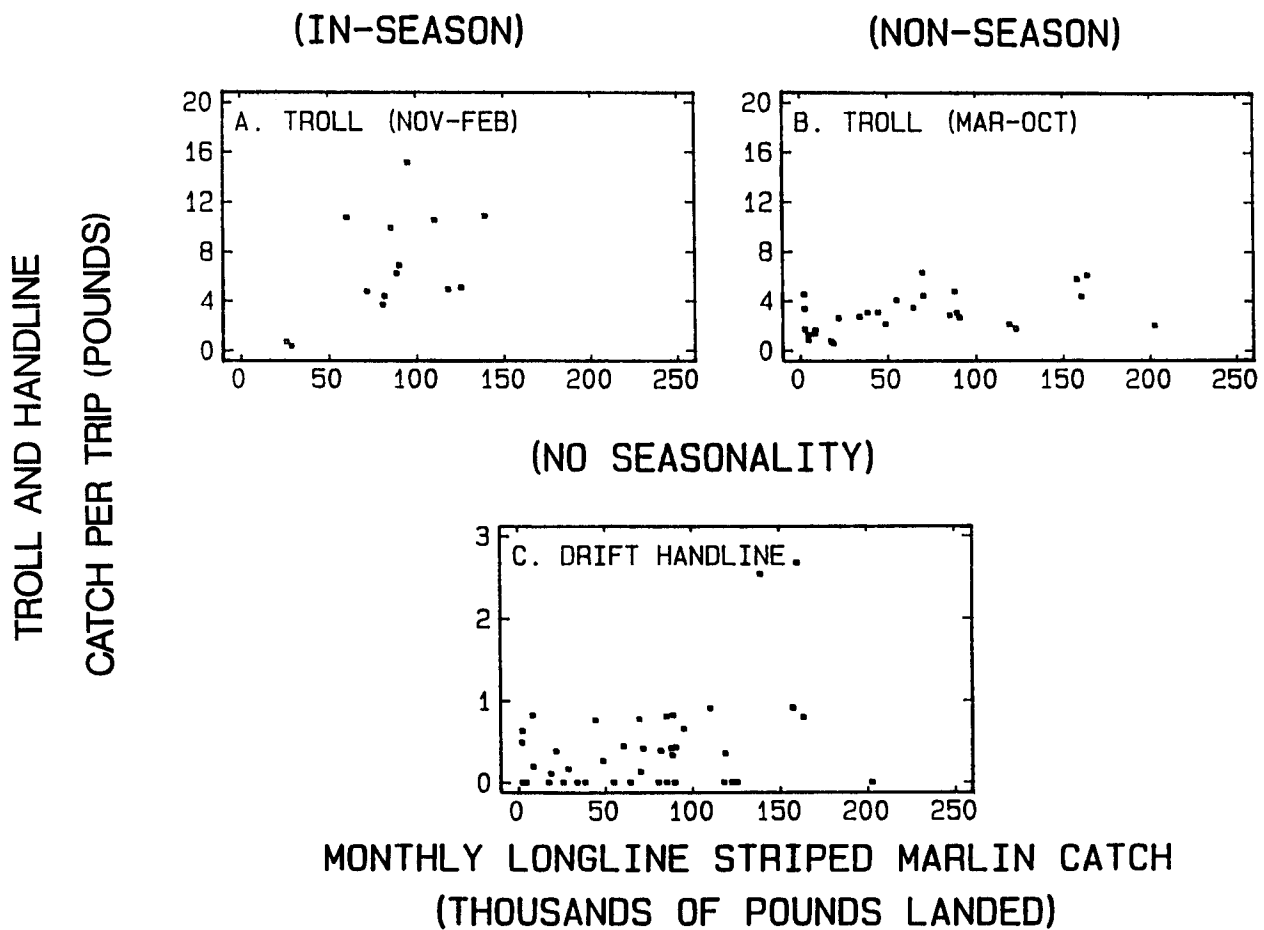 (IN-SEASON)
(NON-SEASON)
TROLL AND HANDLINE
CATCH PER TRIP (POUNDS)
20
16
12
8
4
0
A. TROLL (NOV-FEB)
0 50 100 150 200 250
20
16
12
8
4
0
B. TROLL (MAR-OCT)
0 50 100 150 200 250
(NO SEASONALITY)
3
2
1
0
C. DRIFT HANDLINE
0 50 100 150 200 250
MONTHLY LONGLINE STRIPED MARLIN CATCH
(THOUSANDS OF POUNDS LANDED)